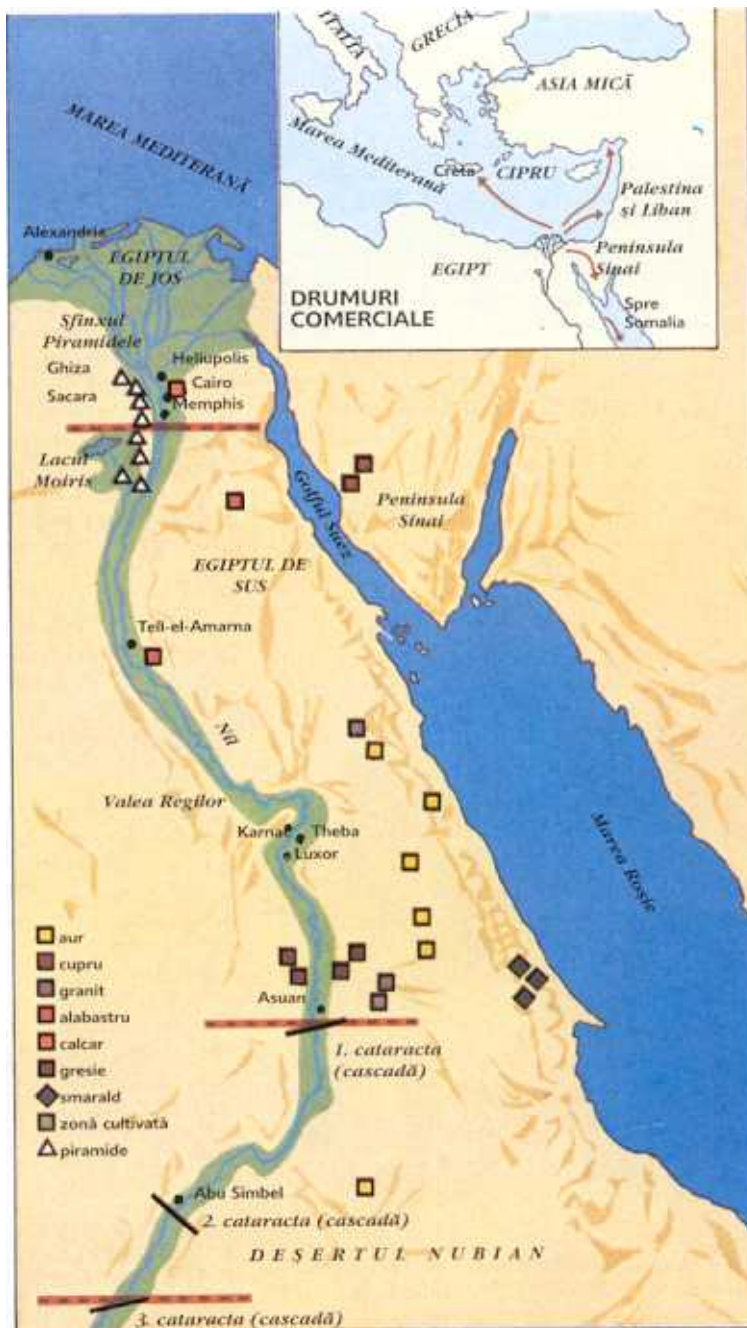 ITALIA
GRECIA
ASIA MICĂ
Marea Mediterană
Creta
CIPRU
Palestina
și Liban
Peninsula
Sinai
EGIPT
Spre
Somalia
DRUMURI
COMERCIALE
MAREA MEDITERANĂ
Alexandria
EGIPTUL
DE JOS
Sfinxul
Piramidele
Ghiza
Sacara
Heliupolis
Cairo
Memphis
Lacul
Moiris
Golful Suez
Peninsula
Sinai
EGIPTUL DE
SUS
Tell-el-Amarna
Nil
Valea Regilor
Karnac
Theba
Luxor
Marea Roșie
aur
cupru
granit
alabastru
calcar
gresie
smarald
zonă cultivată
piramide
Asuan
1. cataracta
(cascadă)
Abu Simbel
2. cataracta (cascadă)
DEȘERTUL NUBIAN
3. cataracta (cascadă)